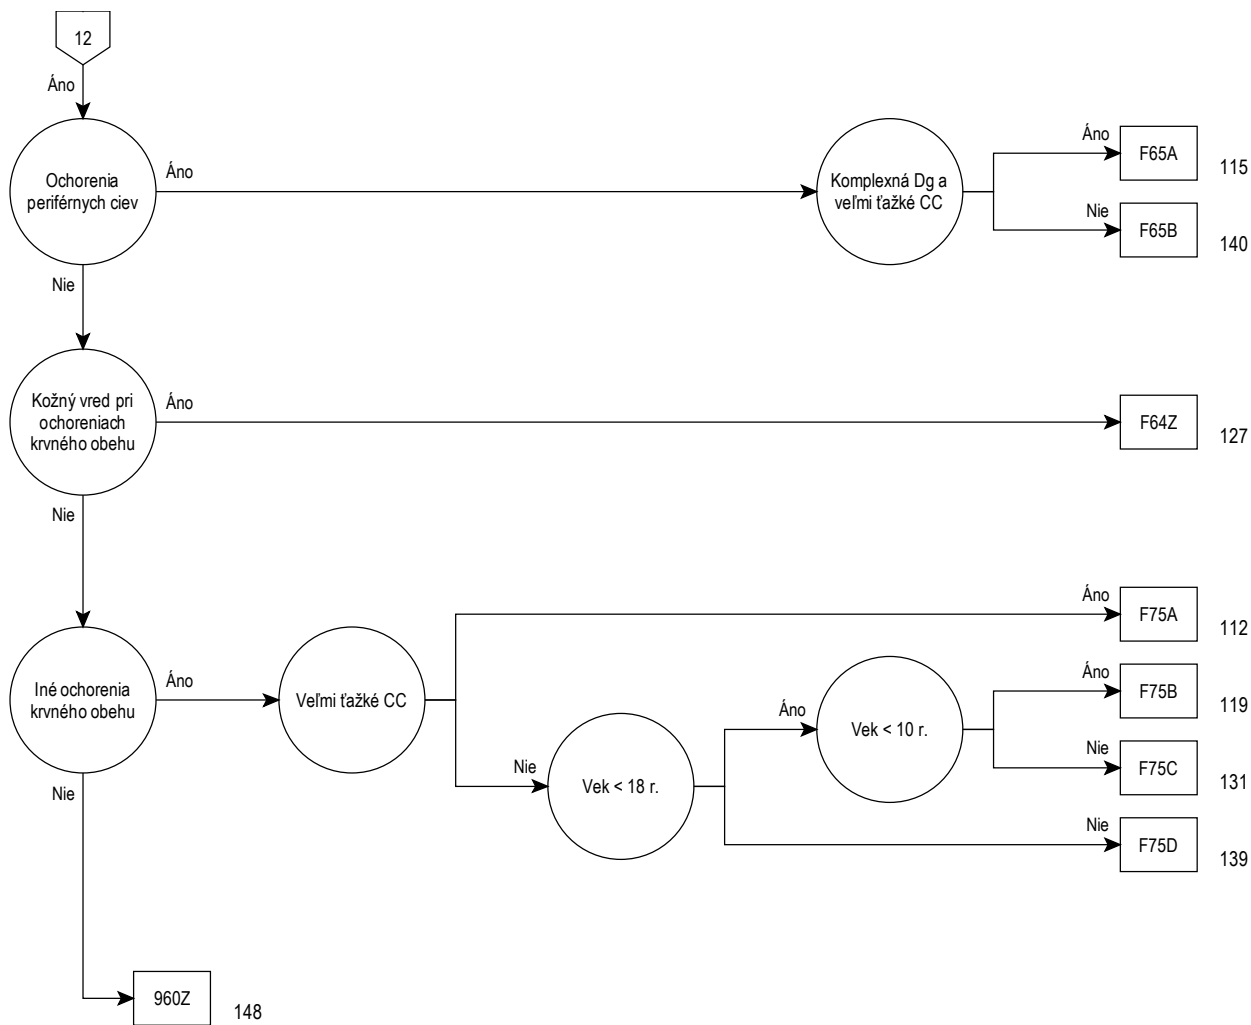 12
Áno
Ochorenia
periférnych ciev
Áno
Komplexná Dg a
veľmi ťažké CC
Áno
F65A
115
Nie
F65B
140
Nie
Kožný vred pri
ochoreniach
krvného obehu
Áno
F64Z
127
Nie
Iné ochorenia
krvného obehu
Áno
Veľmi ťažké CC
Áno
F75A
112
Nie
Vek < 18 r.
Áno
Vek < 10 r.
Áno
F75B
119
Nie
F75C
131
Nie
F75D
139
Nie
960Z
148